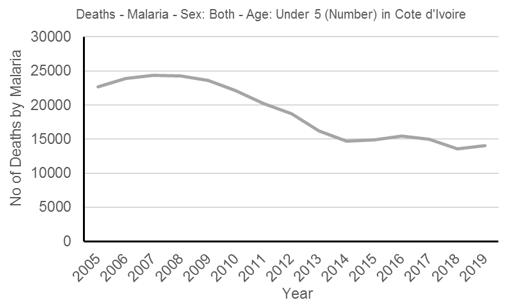 Deaths - Malaria - Sex: Both - Age: Under 5 (Number) in Cote d'Ivoire
30000
25000
20000
15000
10000
5000
0
No of Deaths by Malaria
2005 2006 2007 2008 2009 2010 2011 2012 2013 2014 2015 2016 2017 2018 2019
Year